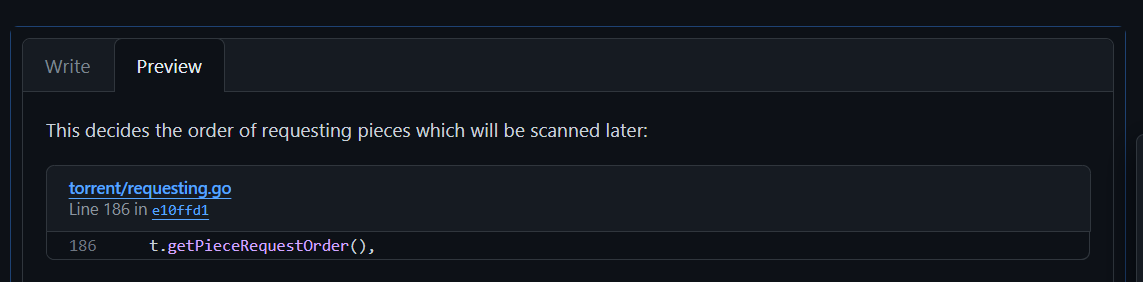 Write
Preview
This decides the order of requesting pieces which will be scanned later:
torrent/requesting.go
Line 186 in e10ffd1
186 t.getPieceRequestOrder(),